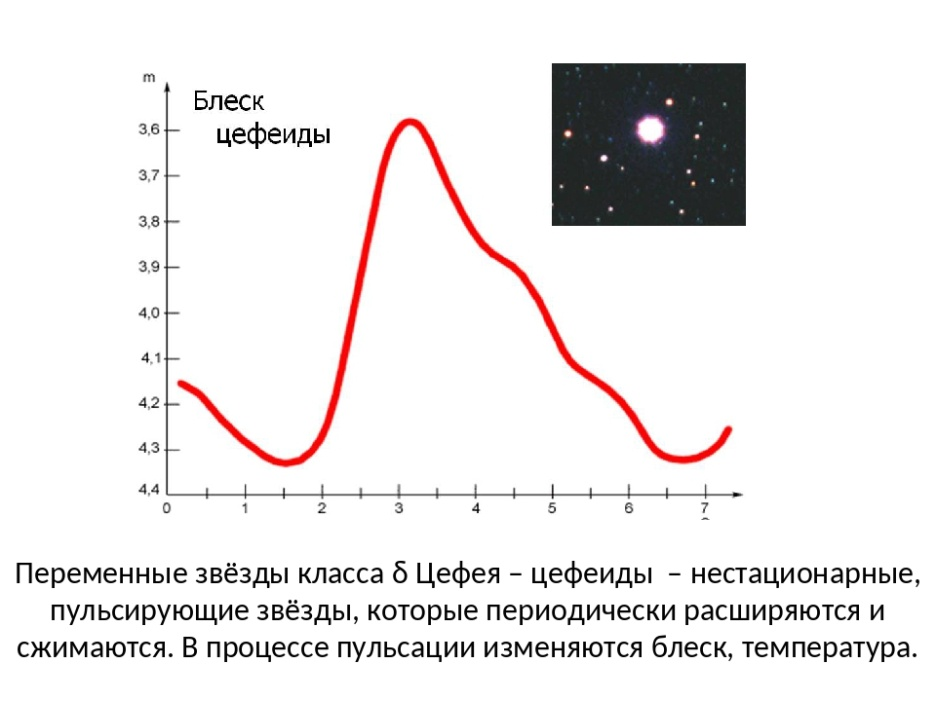 m
Блеск
цефеиды
3,6
3,7
3,8
3,9
4,0
4,1
4,2
4,3
4,4
0 1 2 3 4 5 6 7
Переменные звёзды класса δ Цефея – цефеиды – нестационарные,
пульсирующие звёзды, которые периодически расширяются и
сжимаются. В процессе пульсации изменяются блеск, температура.